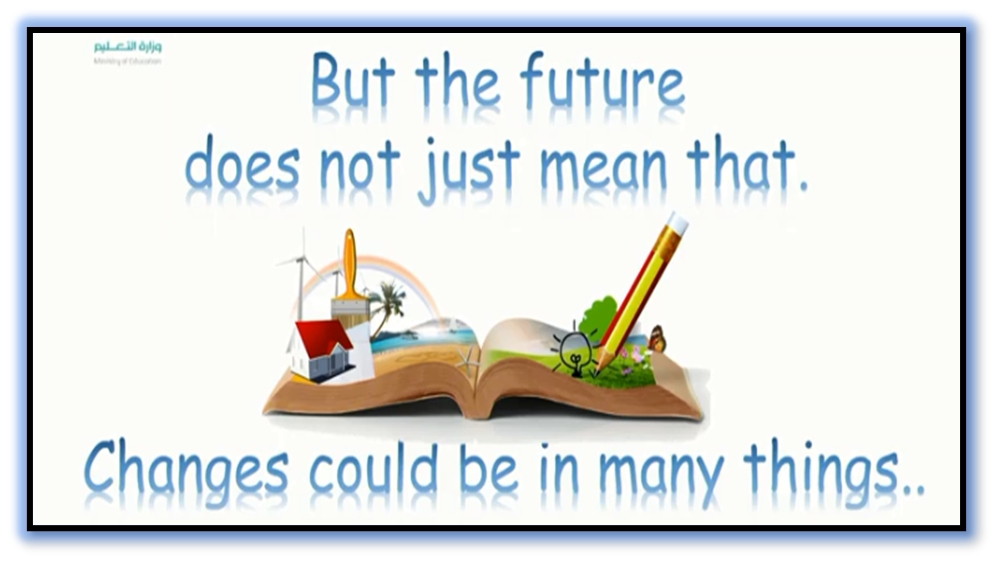 وزارة التعليم
Ministry of Education
But the future
does not just mean that.
Changes could be in many things..